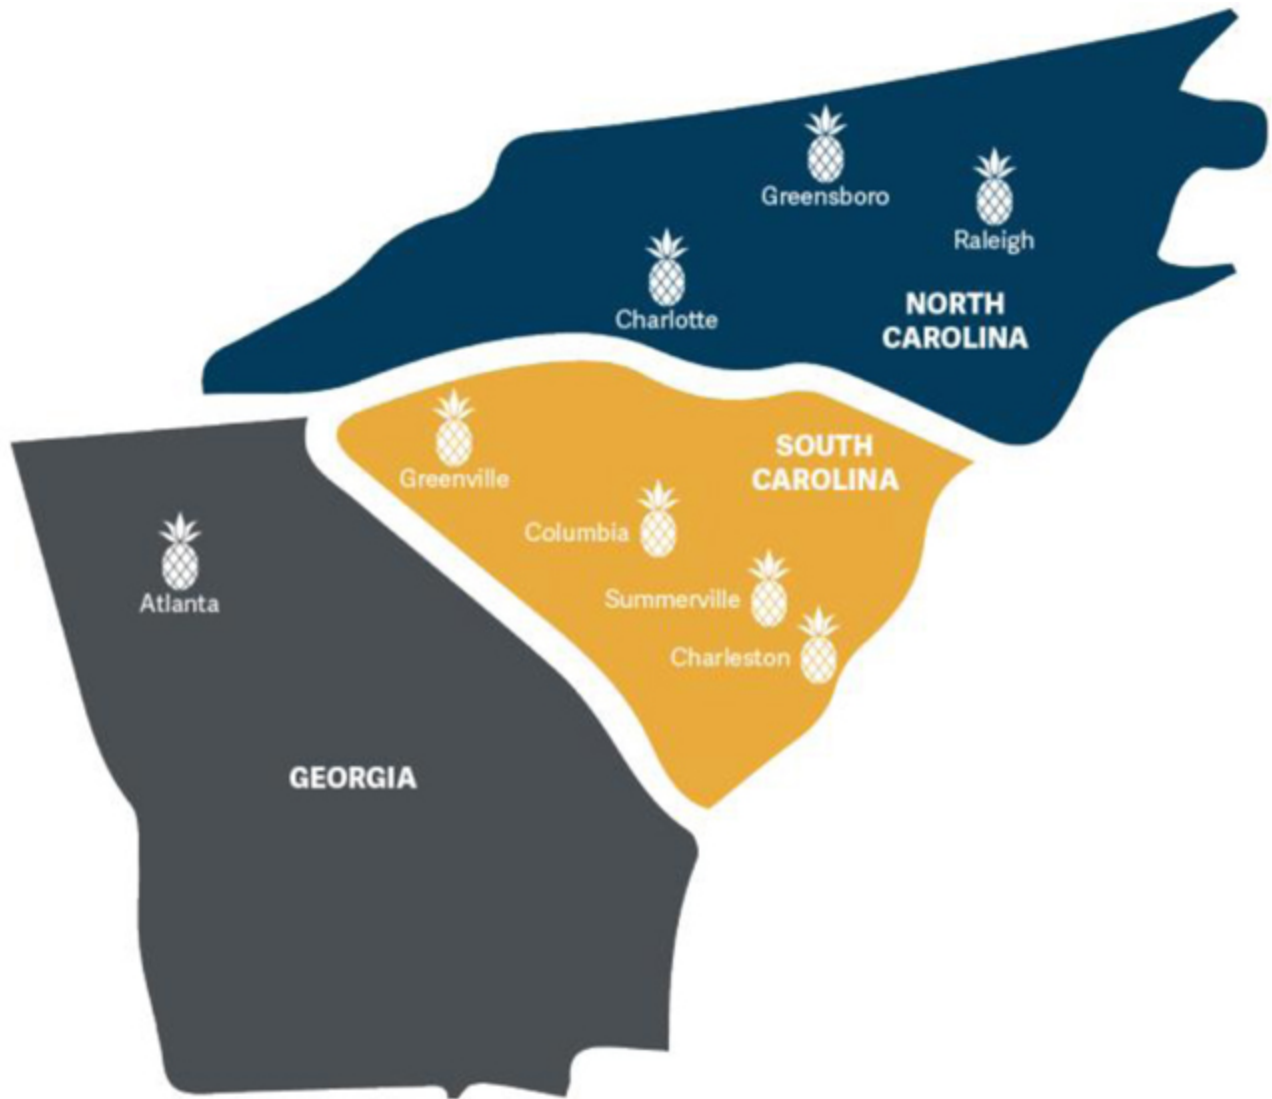 Greensboro
Raleigh
Charlotte
NORTH
CAROLINA
Greenville
SOUTH
CAROLINA
Columbia
Summerville
Charleston
Atlanta
GEORGIA